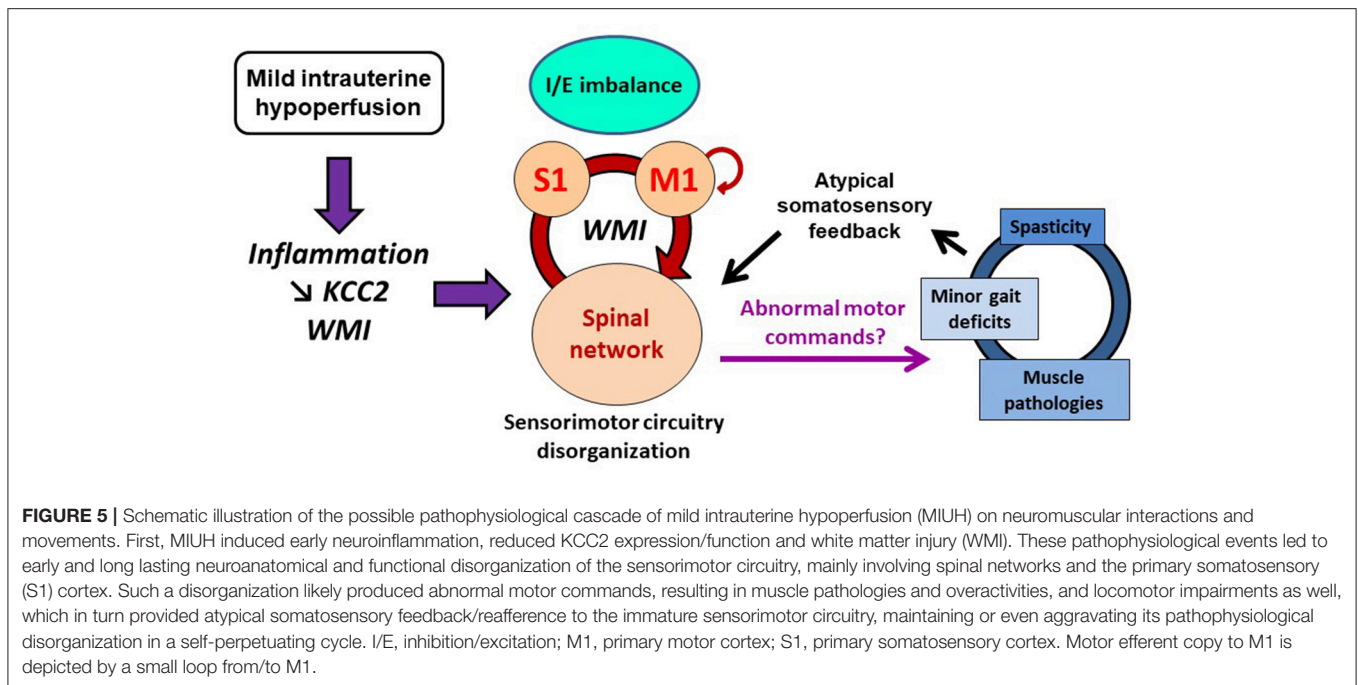 Mild intrauterine
hypoperfusion
Inflammation
↘ KCC2
WMI
I/E imbalance
S1
M1
WMI
Spinal
network
Sensorimotor circuitry
disorganization
Atypical
somatosensory
feedback
Abnormal motor
commands?
Spasticity
Minor gait
deficits
Muscle
pathologies
FIGURE 5 | Schematic illustration of the possible pathophysiological cascade of mild intrauterine hypoperfusion (MIUH) on neuromuscular interactions and
movements. First, MIUH induced early neuroinflammation, reduced KCC2 expression/function and white matter injury (WMI). These pathophysiological events led to
early and long lasting neuroanatomical and functional disorganization of the sensorimotor circuitry, mainly involving spinal networks and the primary somatosensory
(S1) cortex. Such a disorganization likely produced abnormal motor commands, resulting in muscle pathologies and overactivities, and locomotor impairments as well,
which in turn provided atypical somatosensory feedback/reafference to the immature sensorimotor circuitry, maintaining or even aggravating its pathophysiological
disorganization in a self-perpetuating cycle. I/E, inhibition/excitation; M1, primary motor cortex; S1, primary somatosensory cortex. Motor efferent copy to M1 is
depicted by a small loop from/to M1.